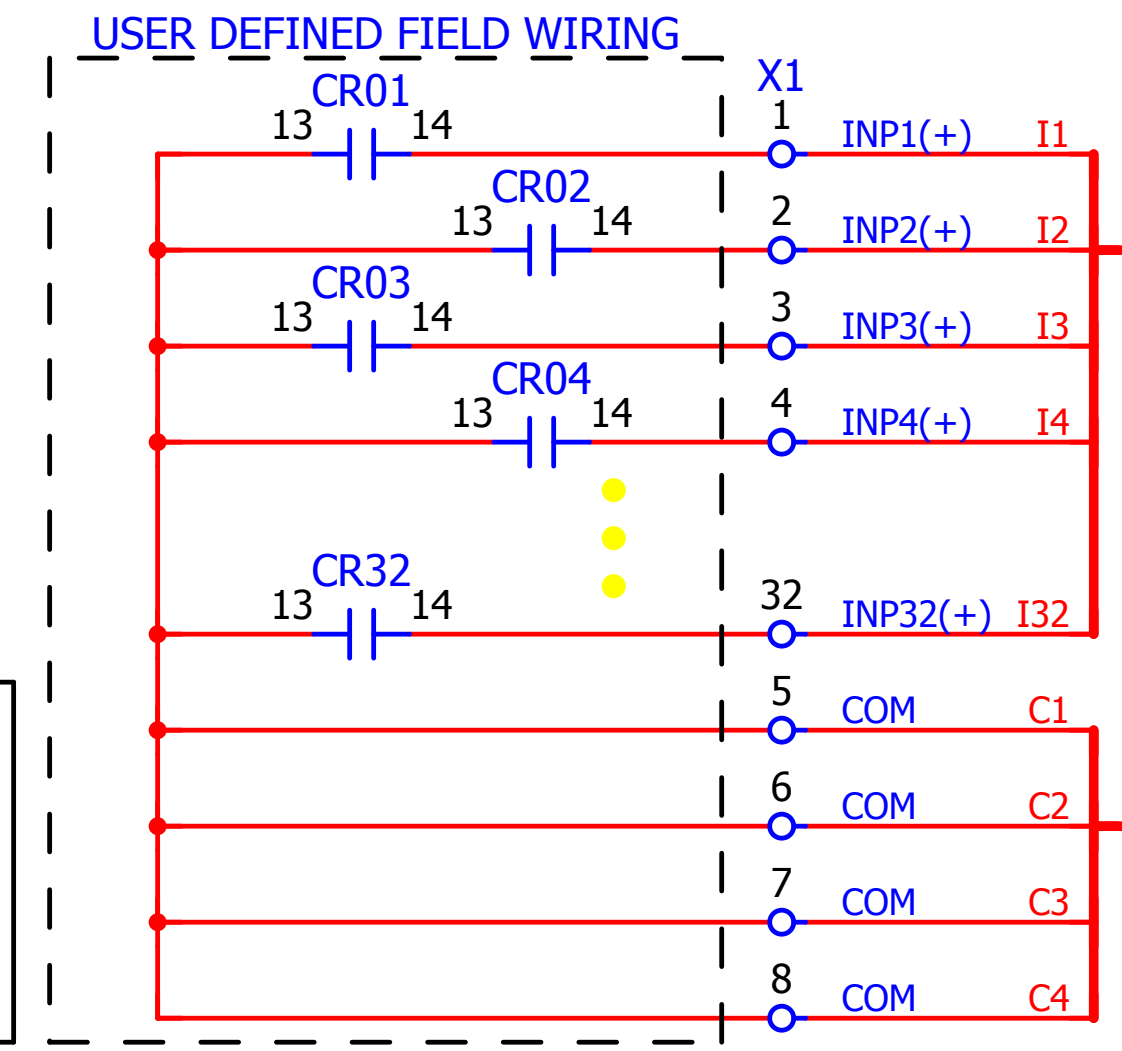 USER DEFINED FIELD WIRING
X1
CR01
13 14 1 INP1(+) I1
CR02
13 14 2 INP2(+) I2
CR03
13 14 3 INP3(+) I3
CR04
13 14 4 INP4(+) I4
CR32
13 14 32 INP32(+) I32
5 COM C1
6 COM C2
7 COM C3
8 COM C4